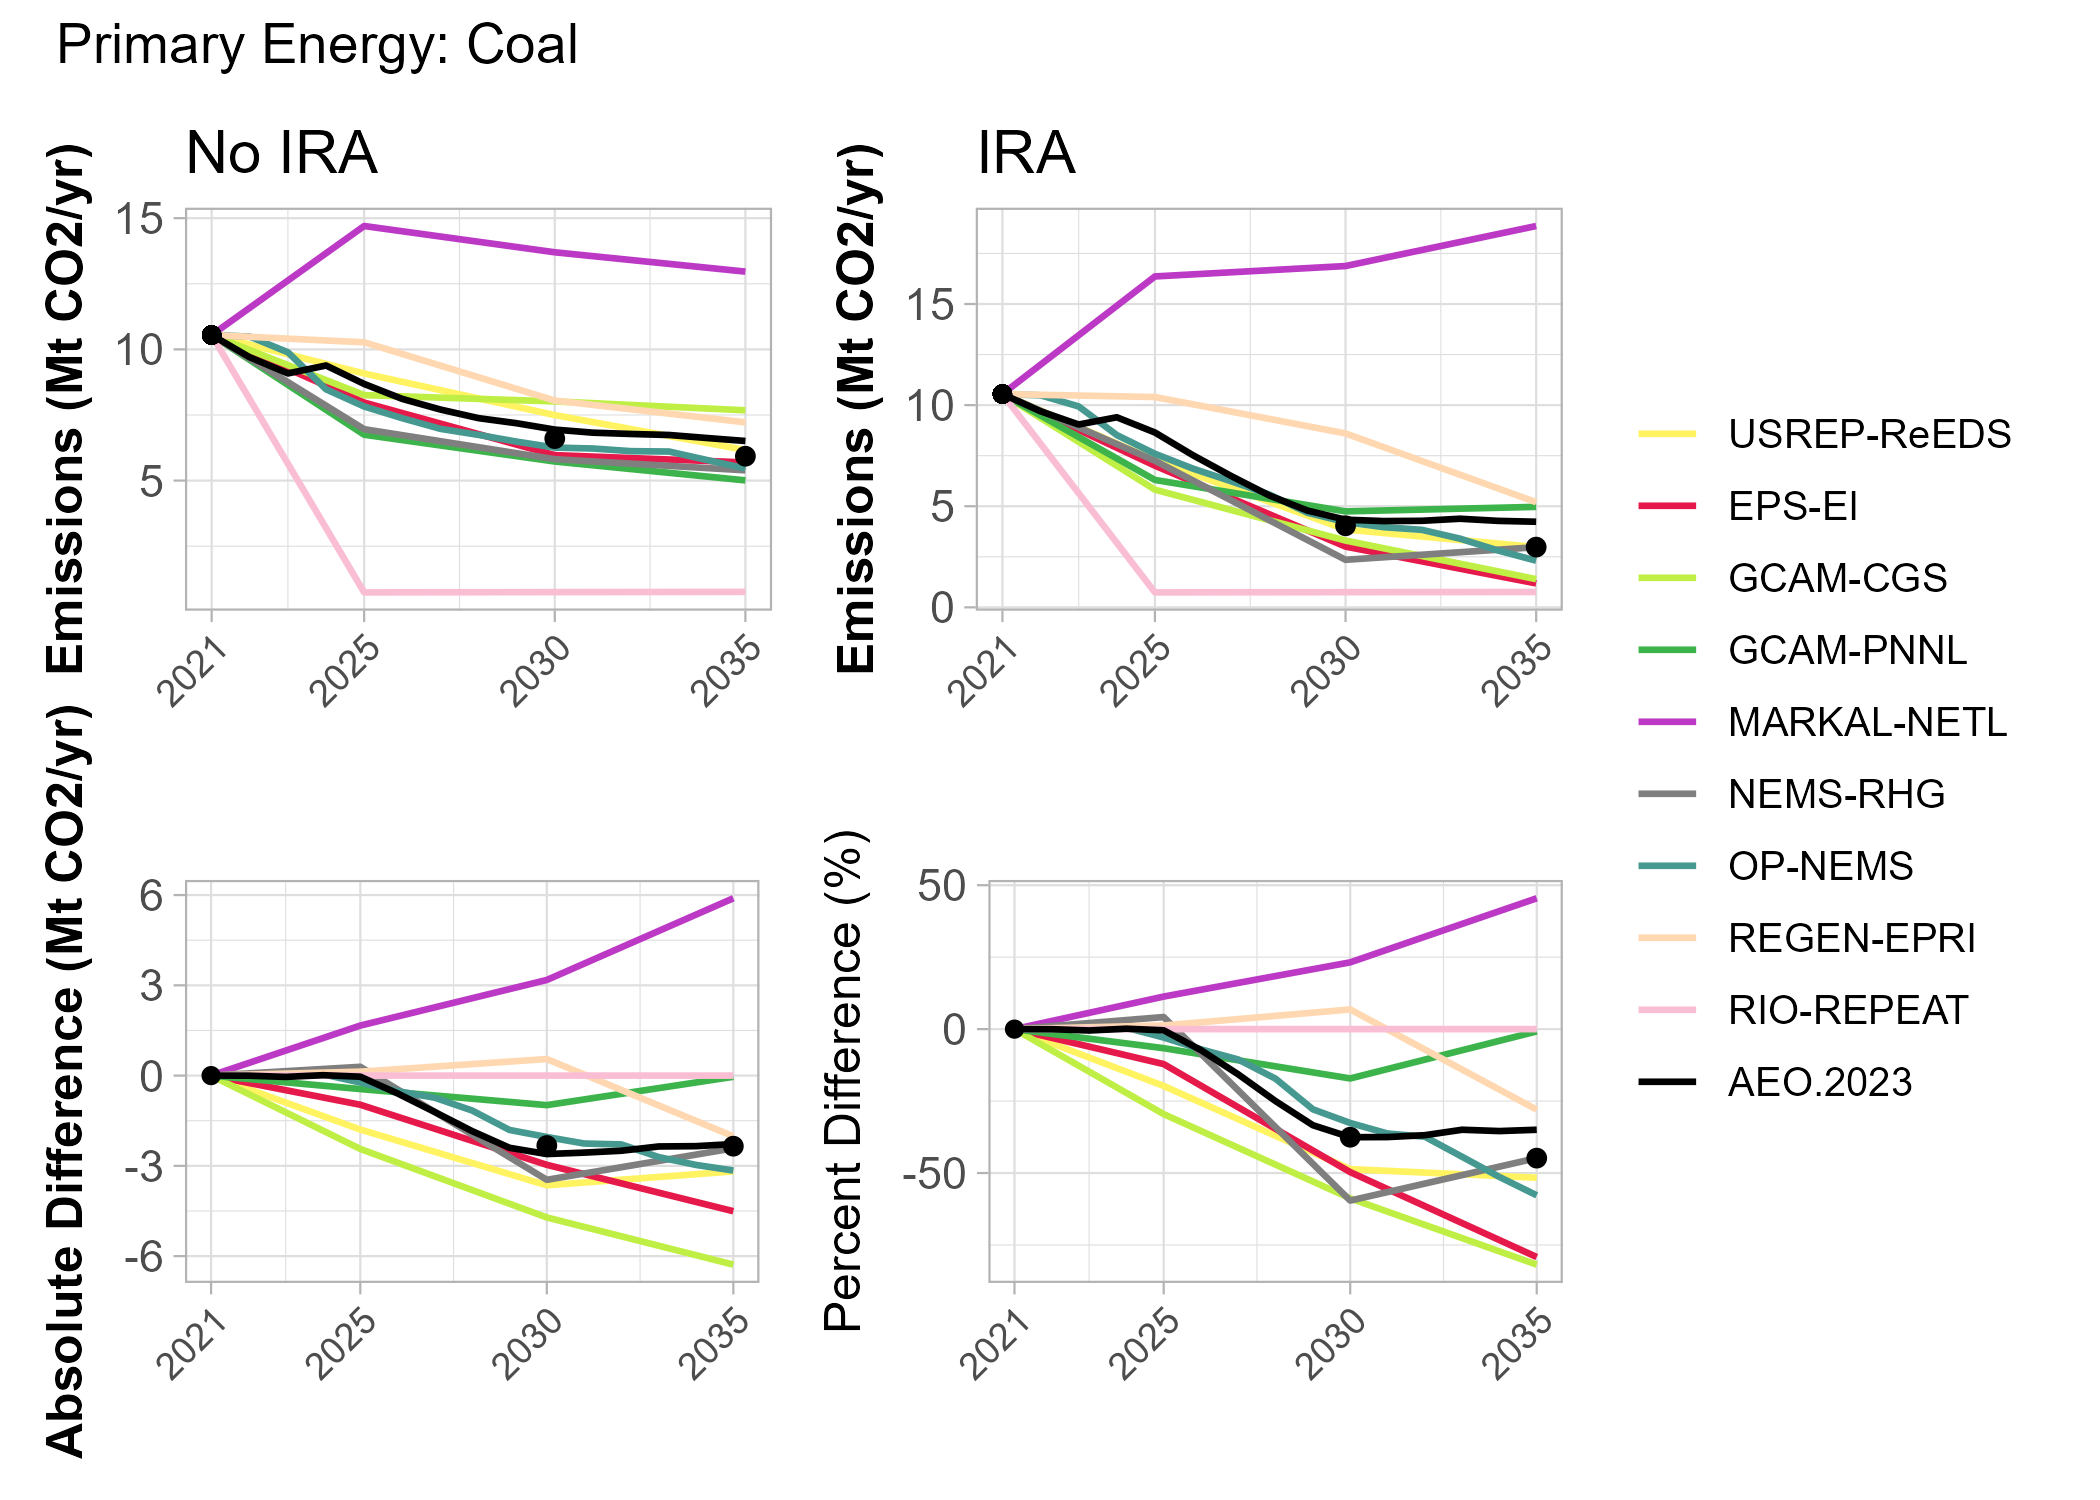 Primary Energy: Coal
No IRA
Emissions (Mt CO2/yr)
15
10
5
2021
2025
2030
2035
IRA
Emissions (Mt CO2/yr)
15
10
5
0
2021
2025
2030
2035
Absolute Difference (Mt CO2/yr)
6
3
0
-3
-6
2021
2025
2030
2035
Percent Difference (%)
50
0
-50
2021
2025
2030
2035
USREP-ReEDS
EPS-EI
GCAM-CGS
GCAM-PNNL
MARKAL-NETL
NEMS-RHG
OP-NEMS
REGEN-EPRI
RIO-REPEAT
AEO.2023